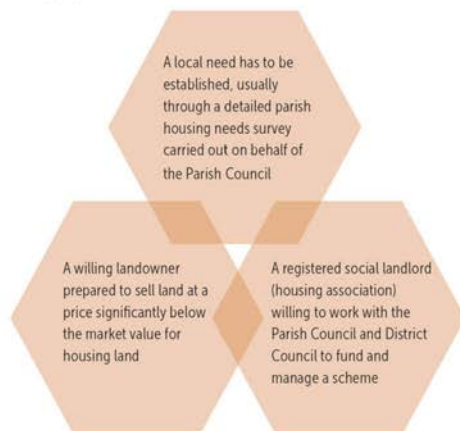 A local need has to be
established, usually
through a detailed parish
housing needs survey
carried out on behalf of
the Parish Council
A willing landowner
prepared to sell land at a
price significantly below
the market value for
housing land
A registered social landlord
(housing association)
willing to work with the
Parish Council and District
Council to fund and
manage a scheme